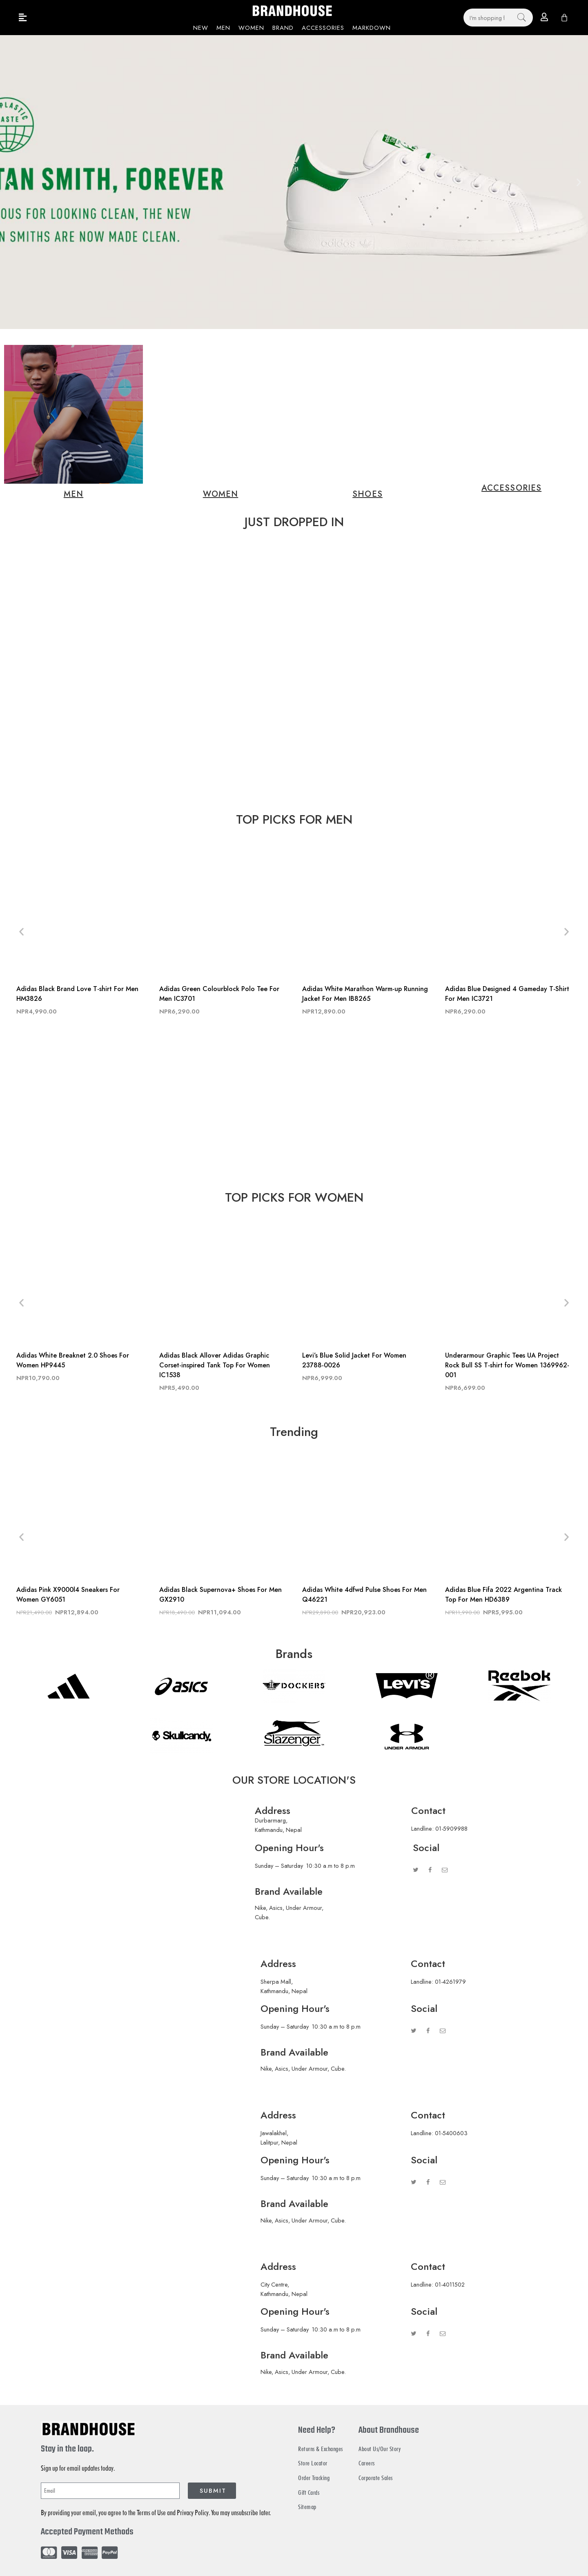 BRANDHOUSE
NEW MEN WOMEN BRAND ACCESSORIES MARKDOWN
I'm shopping f
PLASTIC
ASTE
TAN SMITH, FOREVER
OUS FOR LOOKING CLEAN, THE NEW
N SMITHS ARE NOW MADE CLEAN.
adidas
MEN
WOMEN
SHOES
ACCESSORIES
JUST DROPPED IN
TOP PICKS FOR MEN
Adidas Black Brand Love T-shirt For Men
HM3826
NPR4,990.00
Adidas Green Colourblock Polo Tee For
Men IC3701
NPR6,290.00
Adidas White Marathon Warm-up Running
Jacket For Men IB8265
NPR12,890.00
Adidas Blue Designed 4 Gameday T-Shirt
For Men IC3721
NPR6,290.00
TOP PICKS FOR WOMEN
Adidas White Breaknet 2.0 Shoes For
Women HP9445
NPR10,790.00
Adidas Black Allover Adidas Graphic
Corset-inspired Tank Top For Women
IC1538
NPR5,490.00
Levi's Blue Solid Jacket For Women
23788-0026
NPR6,999.00
Underarmour Graphic Tees UA Project
Rock Bull SS T-shirt for Women 1369962-
001
NPR6,699.00
Trending
Adidas Pink X9000l4 Sneakers For
Women GY6051
NPR21,490.00 NPR12,894.00
Adidas Black Supernova+ Shoes For Men
GX2910
NPR18,490.00 NPR11,094.00
Adidas White 4dfwd Pulse Shoes For Men
Q46221
NPR29,890.00 NPR20,923.00
Adidas Blue Fifa 2022 Argentina Track
Top For Men HD6389
NPR11,990.00 NPR5,995.00
Brands
asics
DOCKERS
LEVI'S
Reebok
Skullcandy
Slazenger
UNDER ARMOUR
OUR STORE LOCATION'S
Address
Durbarmarg,
Kathmandu, Nepal
Contact
Landline: 01-5909988
Opening Hour's
Sunday – Saturday: 10:30 a.m to 8 p.m
Social
Brand Available
Nike, Asics, Under Armour,
Cube.
Address
Sherpa Mall,
Kathmandu, Nepal
Contact
Landline: 01-4261979
Opening Hour's
Sunday – Saturday: 10:30 a.m to 8 p.m
Social
Brand Available
Nike, Asics, Under Armour, Cube.
Address
Jawalakhel,
Lalitpur, Nepal
Contact
Landline: 01-5400603
Opening Hour's
Sunday – Saturday: 10:30 a.m to 8 p.m
Social
Brand Available
Nike, Asics, Under Armour, Cube.
Address
City Centre,
Kathmandu, Nepal
Contact
Landline: 01-4011502
Opening Hour's
Sunday – Saturday: 10:30 a.m to 8 p.m
Social
Brand Available
Nike, Asics, Under Armour, Cube.
BRANDHOUSE
Stay in the loop.
Sign up for email updates today.
Email
SUBMIT
By providing your email, you agree to the Terms of Use and Privacy Policy. You may unsubscribe later.
Accepted Payment Methods
VISA
PayPal
Need Help?
Returns & Exchanges
Store Locator
Order Tracking
Gift Cards
Sitemap
About Brandhouse
About Us/Our Story
Careers
Corporate Sales